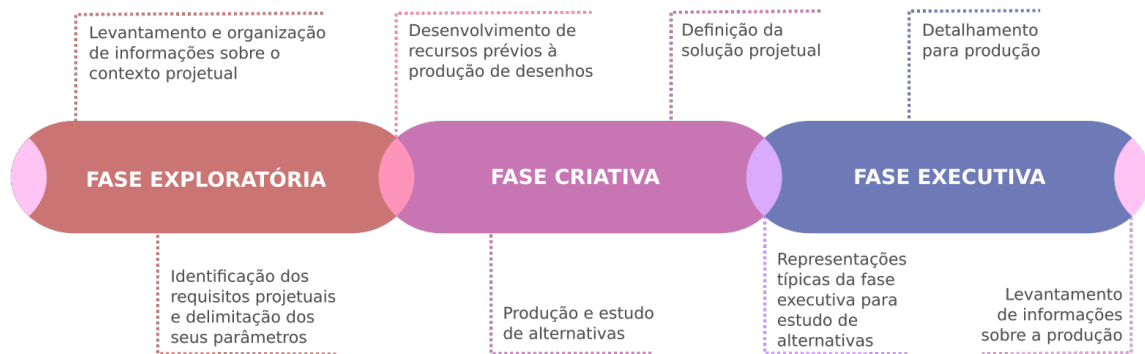 Levantamento e organização
de informações sobre o
contexto projetual
Desenvolvimento de
recursos prévios à
produção de desenhos
Definição da
solução projetual
Detalhamento
para produção
FASE EXPLORATÓRIA
FASE CRIATIVA
FASE EXECUTIVA
Identificação dos
requisitos projetuais
e delimitação dos
seus parâmetros
Produção e estudo
de alternativas
Representações
típicas da fase
executiva para
estudo de
alternativas
Levantamento
de informações
sobre a produção